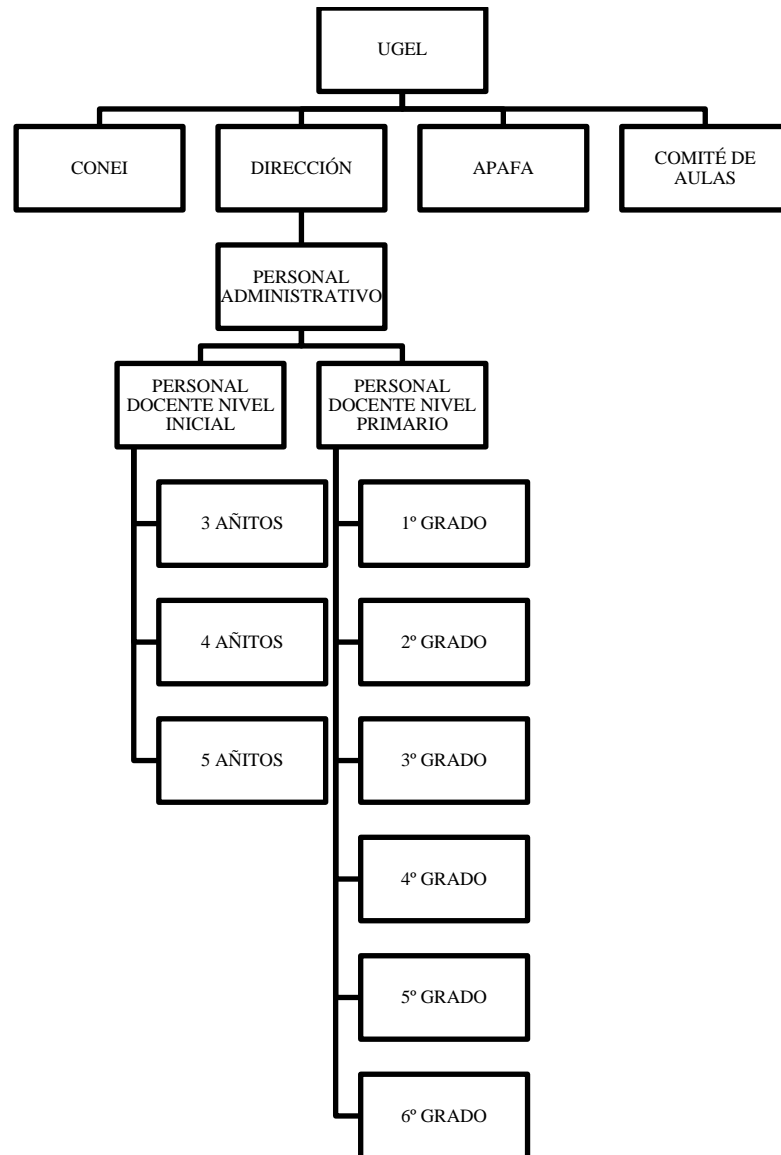 UGEL
CONEI
DIRECCIÓN
APAFA
COMITÉ DE
AULAS
PERSONAL
ADMINISTRATIVO
PERSONAL
DOCENTE NIVEL
INICIAL
PERSONAL
DOCENTE NIVEL
PRIMARIO
3 AÑITOS
4 AÑITOS
5 AÑITOS
1º GRADO
2º GRADO
3º GRADO
4º GRADO
5º GRADO
6º GRADO